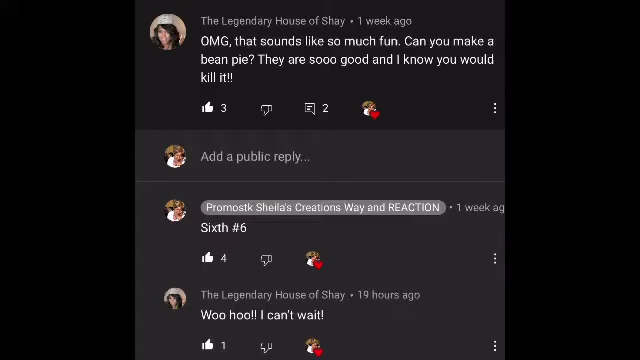 The Legendary House of Shay • 1 week ago
OMG, that sounds like so much fun. Can you make a
bean pie? They are sooo good and I know you would
kill it!!
3 2
Add a public reply...
Promostk Sheila's Creations Way and REACTION • 1 week ag
Sixth #6
4
The Legendary House of Shay • 19 hours ago
Woo hoo!! I can't wait!
1